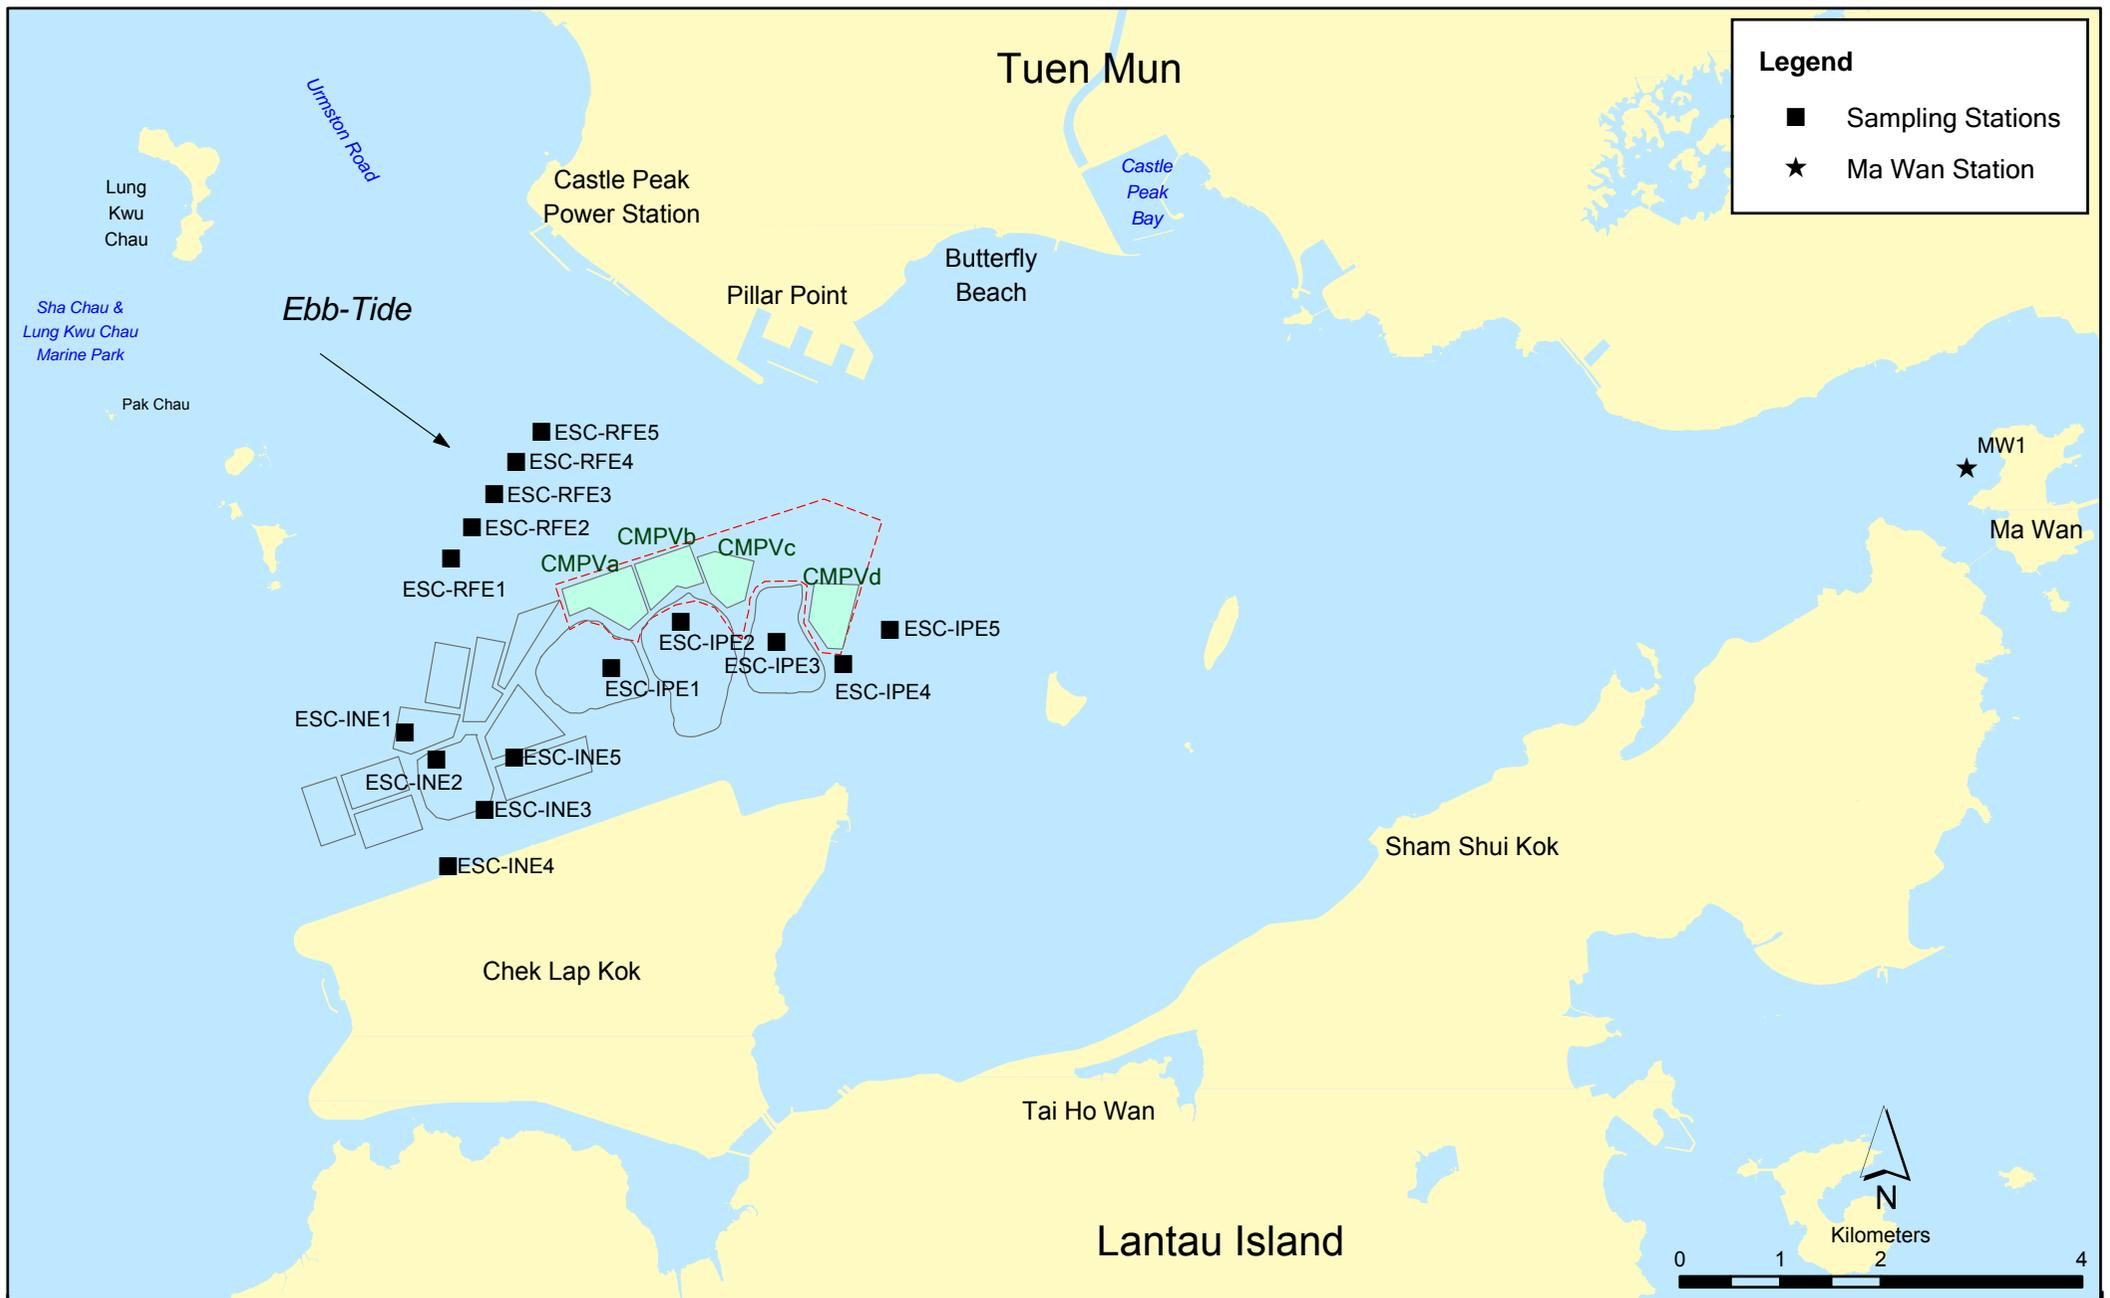 Tuen Mun
Legend
Sampling Stations
Ma Wan Station
Urmston Road
Lung
Kwu
Chau
Castle Peak
Power Station
Castle
Peak
Bay
Butterfly
Beach
Pillar Point
Sha Chau &
Lung Kwu Chau
Marine Park
Ebb-Tide
Pak Chau
ESC-RFE5
ESC-RFE4
ESC-RFE3
ESC-RFE2
ESC-RFE1
MW1
Ma Wan
CMPVa
CMPVb
CMPVc
CMPVd
ESC-IPE5
ESC-IPE2
ESC-IPE3
ESC-IPE1
ESC-IPE4
ESC-INE1
ESC-INE5
ESC-INE2
ESC-INE3
ESC-INE4
Sham Shui Kok
Chek Lap Kok
Tai Ho Wan
Lantau Island
N
Kilometers
0 1 2 4